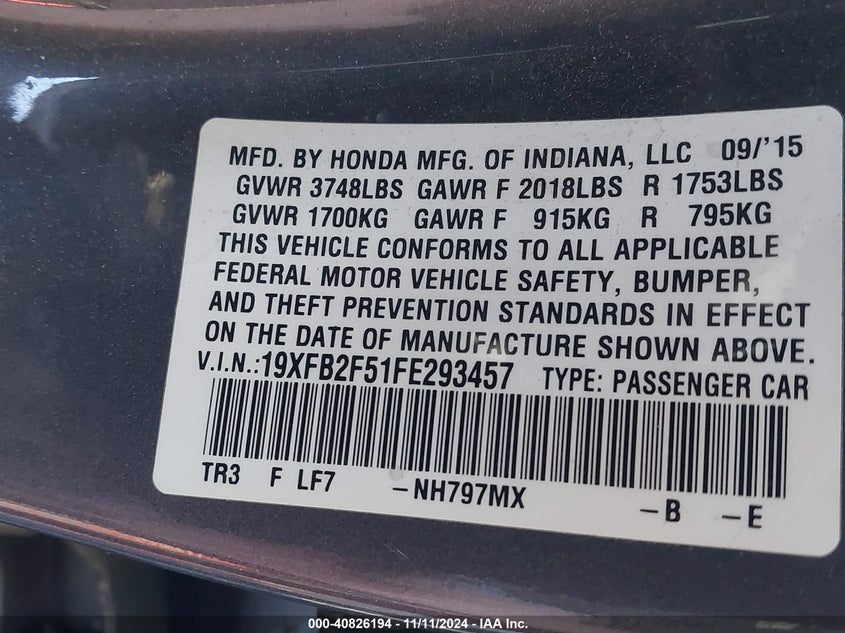 MFD. BY HONDA MFG. OF INDIANA, LLC 09/'15
GVWR 3748LBS GAWR F 2018LBS R 1753LBS
GVWR 1700KG GAWR F 915KG R 795KG
THIS VEHICLE CONFORMS TO ALL APPLICABLE
FEDERAL MOTOR VEHICLE SAFETY, BUMPER,
AND THEFT PREVENTION STANDARDS IN EFFECT
ON THE DATE OF MANUFACTURE SHOWN ABOVE.
V.I.N.:19XFB2F51FE293457 TYPE: PASSENGER CAR
TR3 F LF7 -NH797MX -B -E
000-40826194 - 11/11/2024 - IAA Inc.